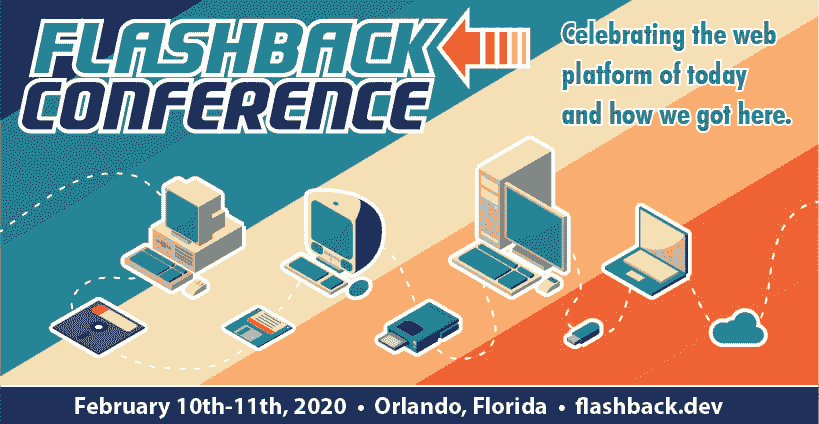 FLASHBACK
CONFERENCE
Celebrating the web
platform of today
and how we got here.
February 10th-11th, 2020 • Orlando, Florida • flashback.dev